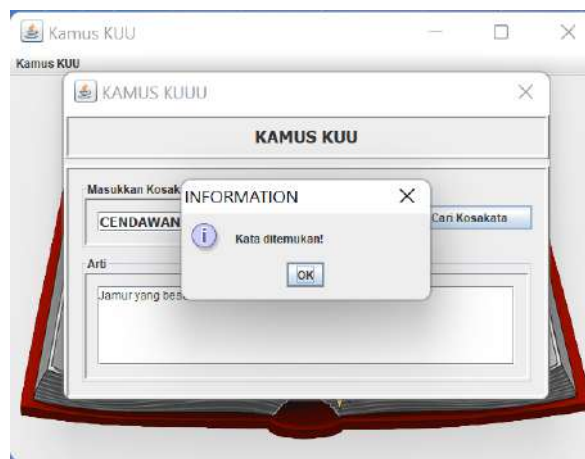 Kamus KUU
Kamus KUU
KAMUS KUUU
KAMUS KUU
Masukkan Kosak
INFORMATION
CENDAWAN
Kata ditemukan!
Cari Kosakata
OK
Arti
Jamur yang